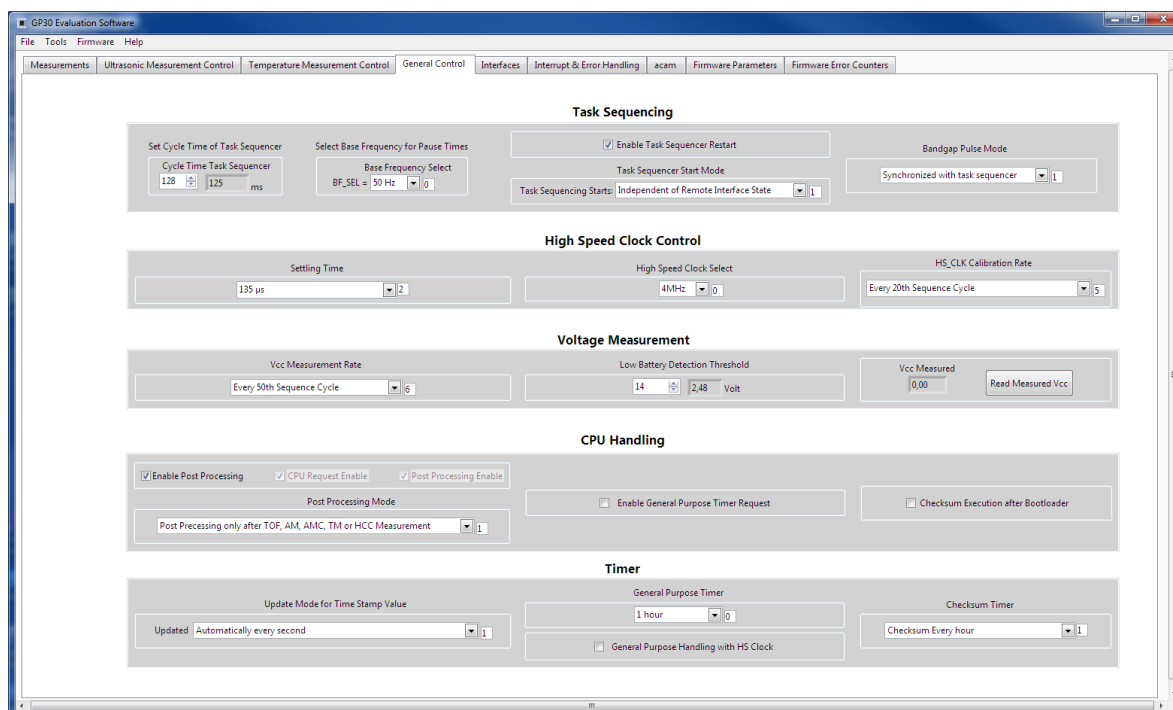 GP30 Evaluation Software
File Tools Firmware Help
Measurements Ultrasonic Measurement Control Temperature Measurement Control General Control Interfaces Interrupt & Error Handling acam Firmware Parameters Firmware Error Counters
Task Sequencing
Set Cycle Time of Task Sequencer
Cycle Time Task Sequencer
128 125 ms
Select Base Frequency for Pause Times
Base Frequency Select
BF_SEL = 50 Hz 0
Enable Task Sequencer Restart
Task Sequencer Start Mode
Task Sequencing Starts: Independent of Remote Interface State 1
Bandgap Pulse Mode
Synchronized with task sequencer 1
High Speed Clock Control
Settling Time
135 µs 2
High Speed Clock Select
4MHz 0
HS_CLK Calibration Rate
Every 20th Sequence Cycle 5
Voltage Measurement
Vcc Measurement Rate
Every 50th Sequence Cycle 6
Low Battery Detection Threshold
14 2,48 Volt
Vcc Measured
0,00 Read Measured Vcc
CPU Handling
Enable Post Processing CPU Request Enable Post Processing Enable
Post Processing Mode
Post Precessing only after TOF, AM, AMC, TM or HCC Measurement 1
Enable General Purpose Timer Request
Checksum Execution after Bootloader
Timer
Update Mode for Time Stamp Value
Updated Automatically every second 1
General Purpose Timer
1 hour 0
General Purpose Handling with HS Clock
Checksum Timer
Checksum Every hour 1